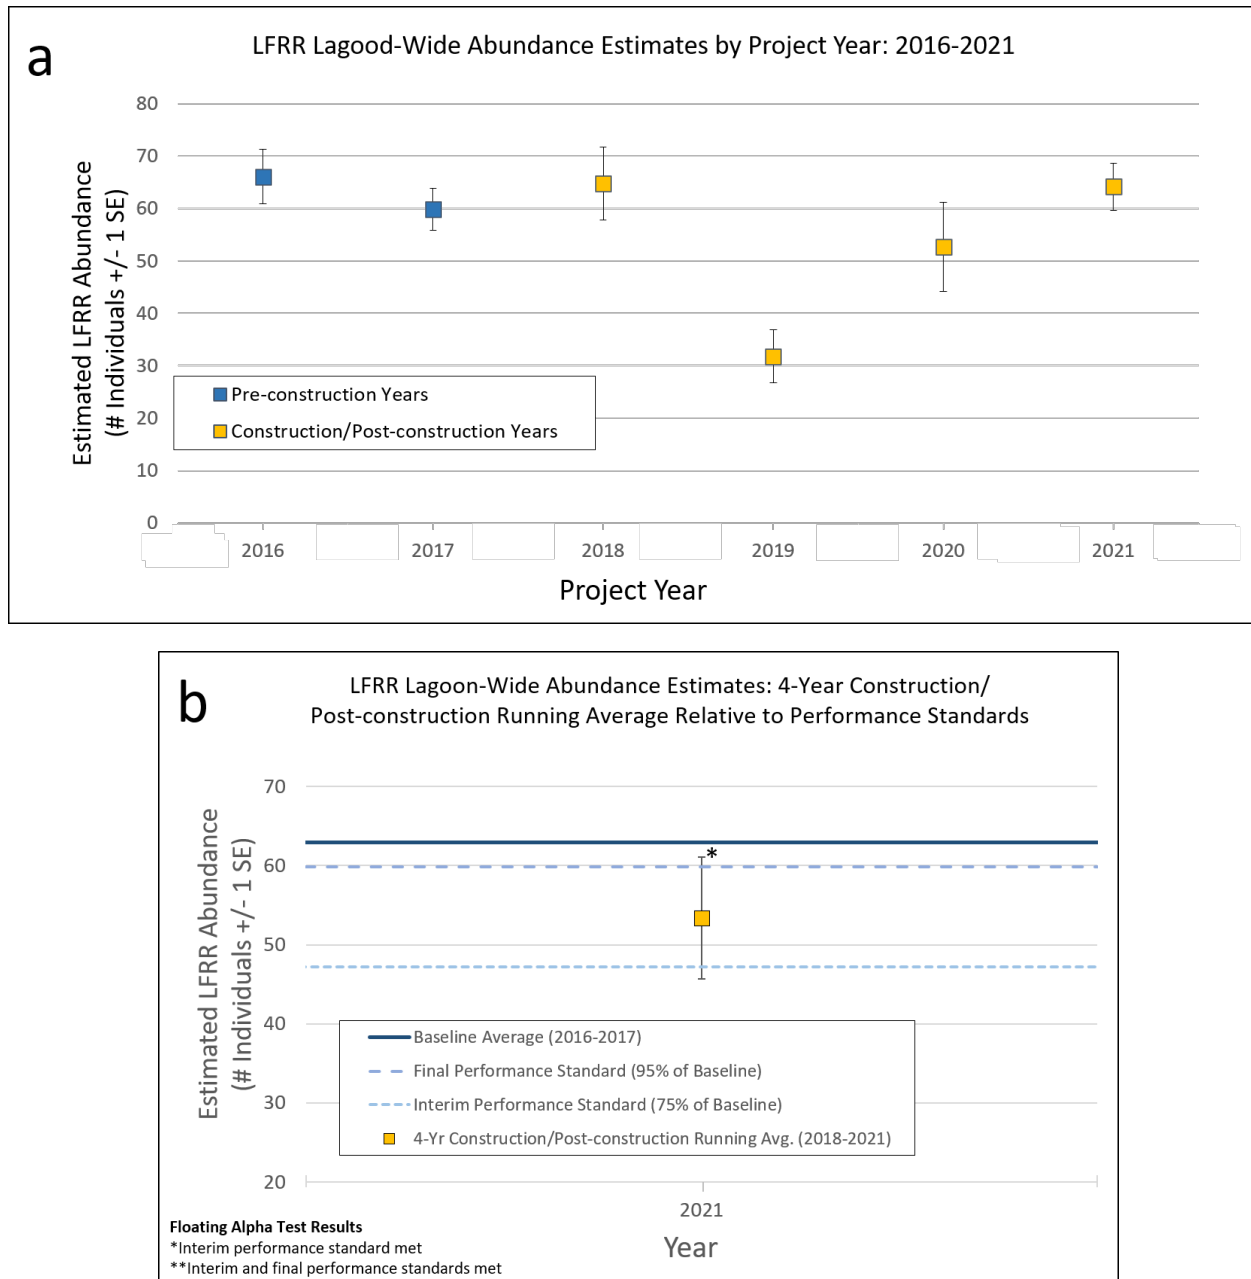 a
LFRR Lagood-Wide Abundance Estimates by Project Year: 2016-2021
Estimated LFRR Abundance
(# Individuals +/- 1 SE)
80
70
60
50
40
30
20
10
0
Pre-construction Years
Construction/Post-construction Years
2016 2017 2018 2019 2020 2021
Project Year
b
LFRR Lagoon-Wide Abundance Estimates: 4-Year Construction/
Post-construction Running Average Relative to Performance Standards
Estimated LFRR Abundance
(# Individuals +/- 1 SE)
70
60
50
40
30
20
*
Baseline Average (2016-2017)
Final Performance Standard (95% of Baseline)
Interim Performance Standard (75% of Baseline)
4-Yr Construction/Post-construction Running Avg. (2018-2021)
2021
Year
Floating Alpha Test Results
*Interim performance standard met
**Interim and final performance standards met